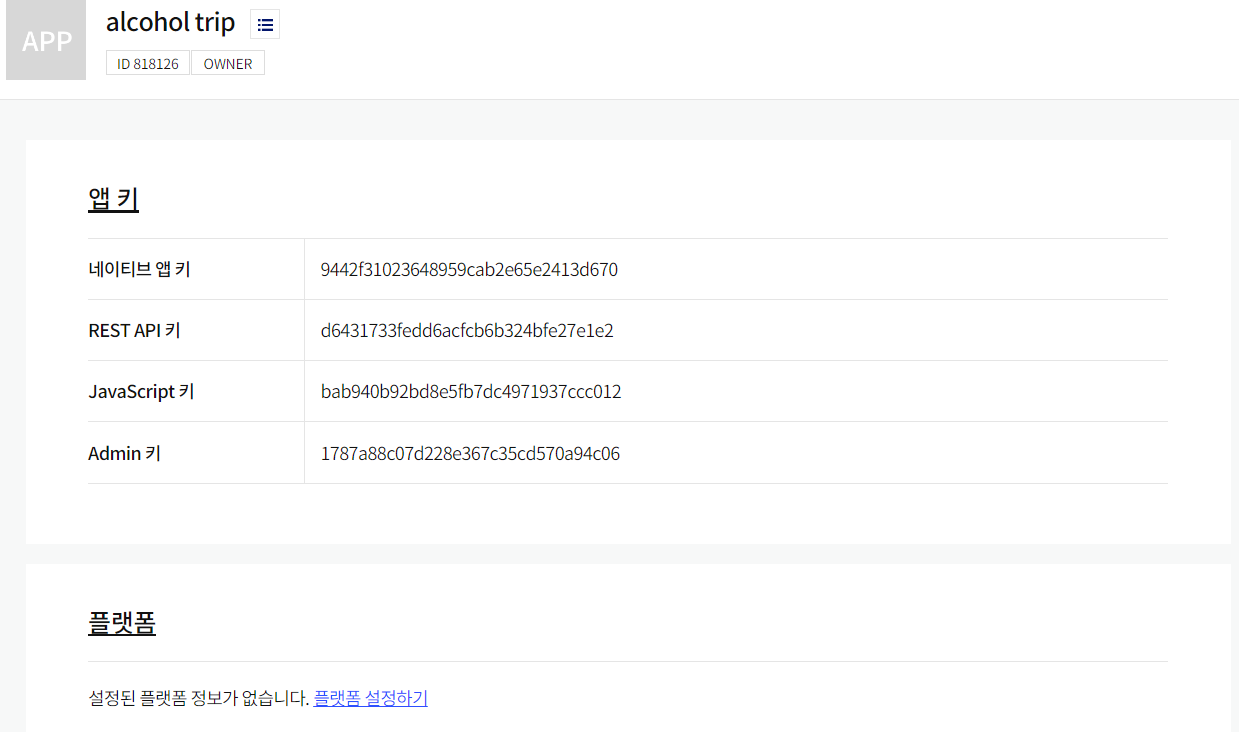 APP
alcohol trip
ID 818126 OWNER
앱 키
네이티브 앱 키 9442f31023648959cab2e65e2413d670
REST API 키 d6431733fedd6acfcb6b324bfe27e1e2
JavaScript 키 bab940b92bd8e5fb7dc4971937ccc012
Admin 키 1787a88c07d228e367c35cd570a94c06
플랫폼
설정된 플랫폼 정보가 없습니다. 플랫폼 설정하기